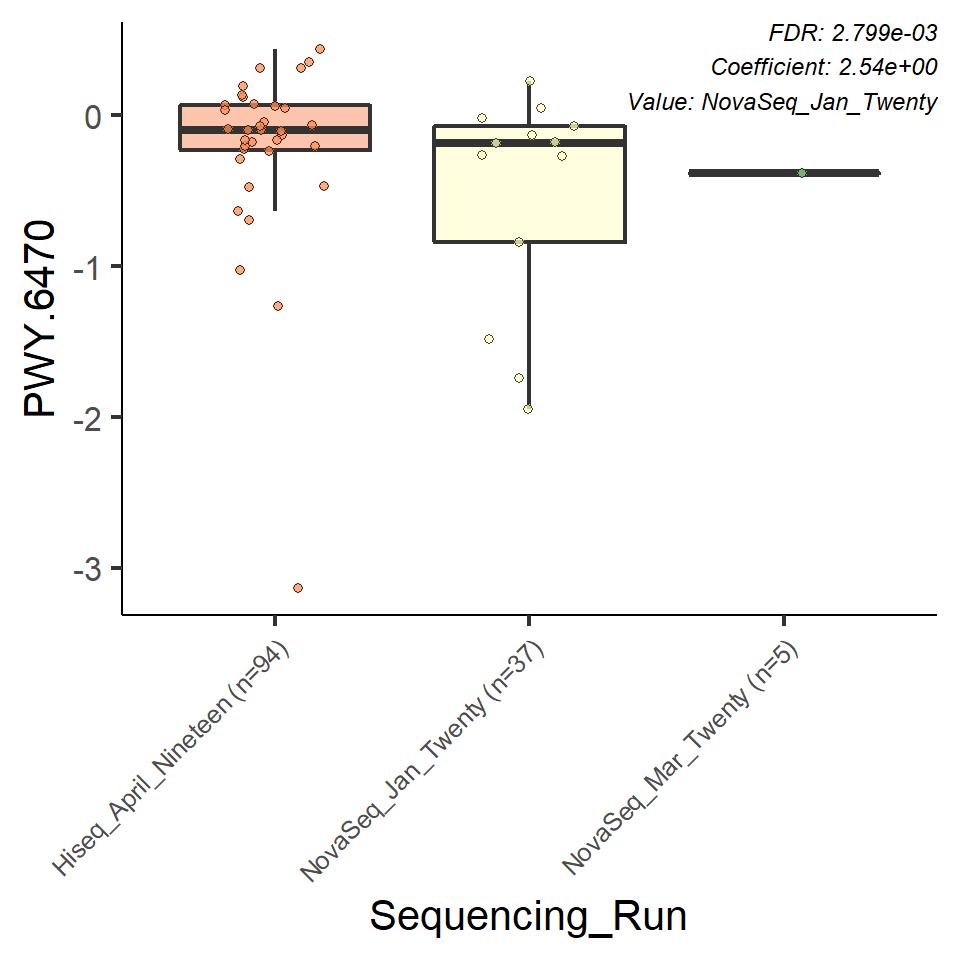 FDR: 2.799e-03
Coefficient: 2.54e+00
Value: NovaSeq_Jan_Twenty
PWY.6470
0
-1
-2
-3
Hiseq_April_Nineteen (n=94)
NovaSeq_Jan_Twenty (n=37)
NovaSeq_Mar_Twenty (n=5)
Sequencing_Run